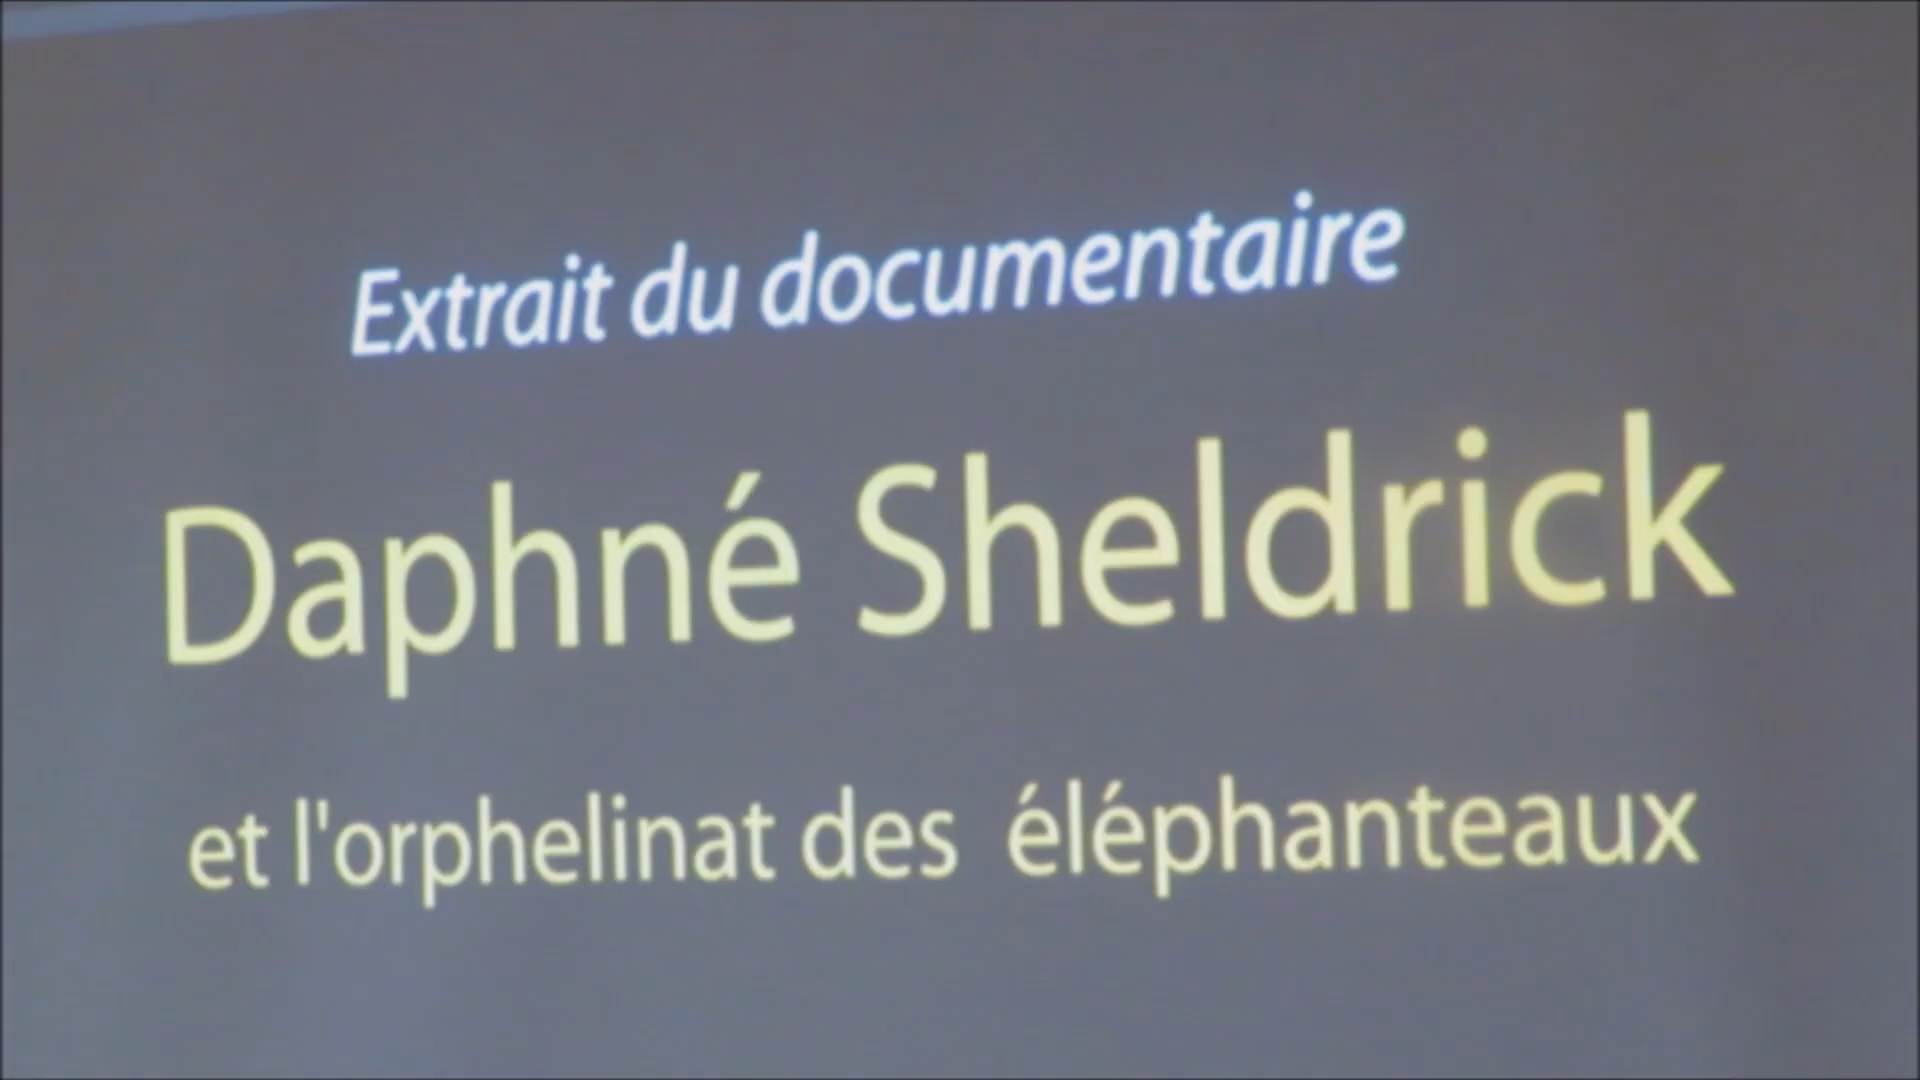 Extrait du documentaire
Daphné Sheldrick
et l'orphelinat des éléphanteaux